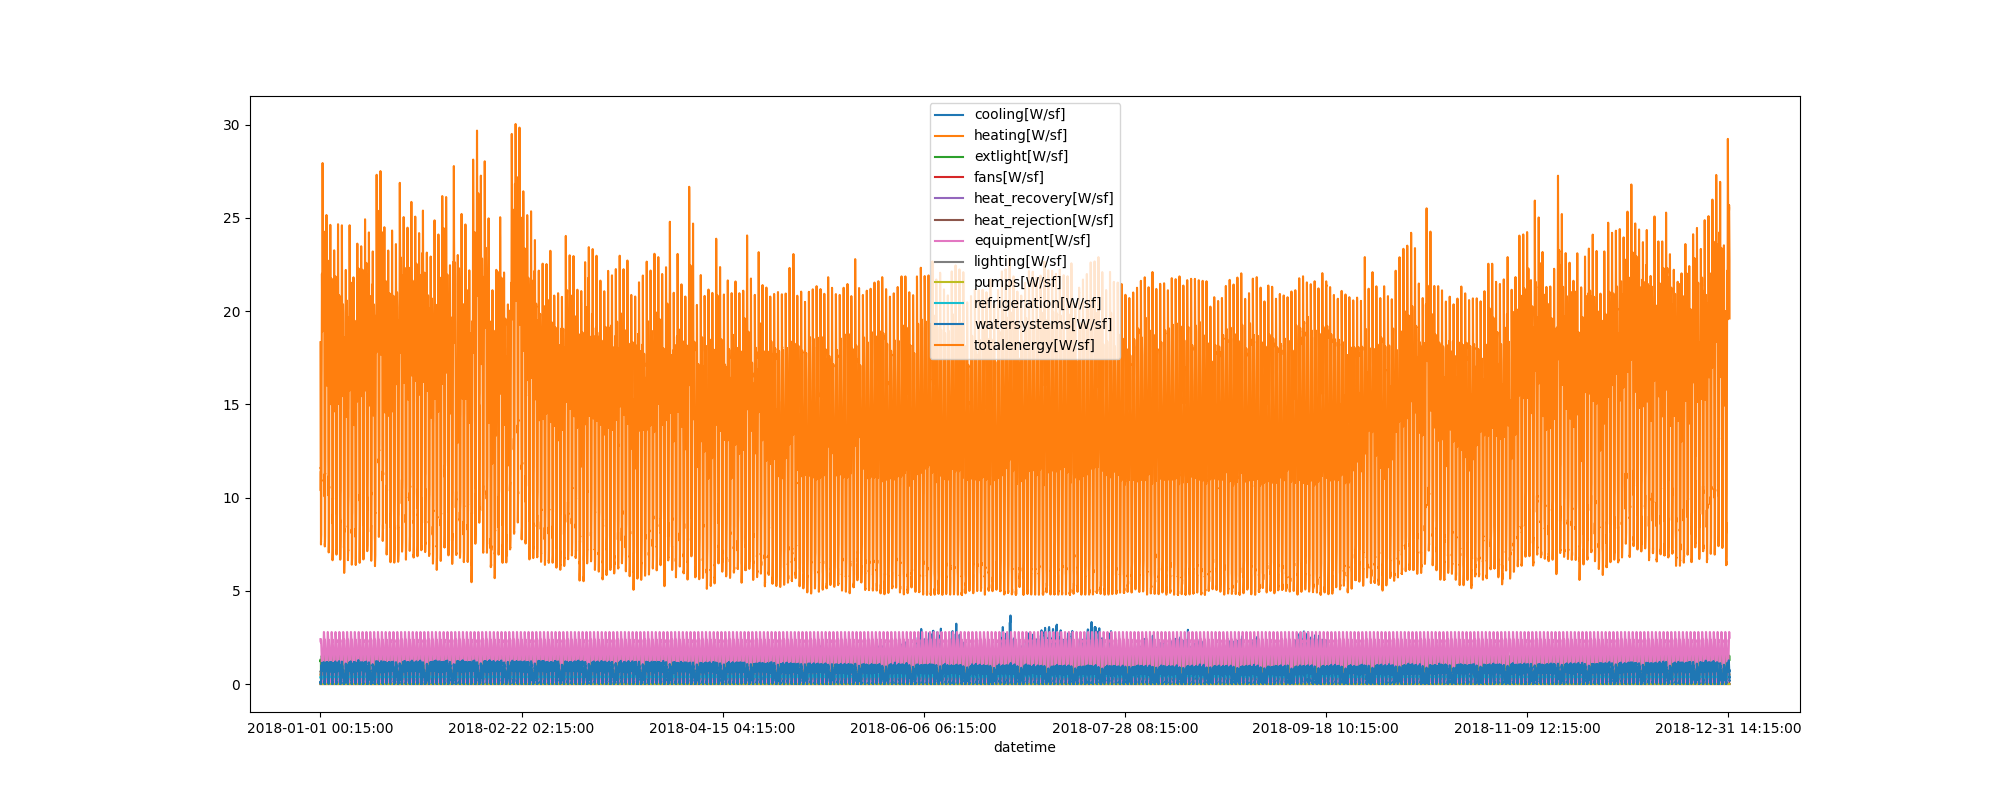 30
25
20
15
10
5
0
cooling[W/sf]
heating[W/sf]
extlight[W/sf]
fans[W/sf]
heat_recovery[W/sf]
heat_rejection[W/sf]
equipment[W/sf]
lighting[W/sf]
pumps[W/sf]
refrigeration[W/sf]
watersystems[W/sf]
totalenergy[W/sf]
2018-01-01 00:15:00 2018-02-22 02:15:00 2018-04-15 04:15:00 2018-06-06 06:15:00 2018-07-28 08:15:00 2018-09-18 10:15:00 2018-11-09 12:15:00 2018-12-31 14:15:00
datetime